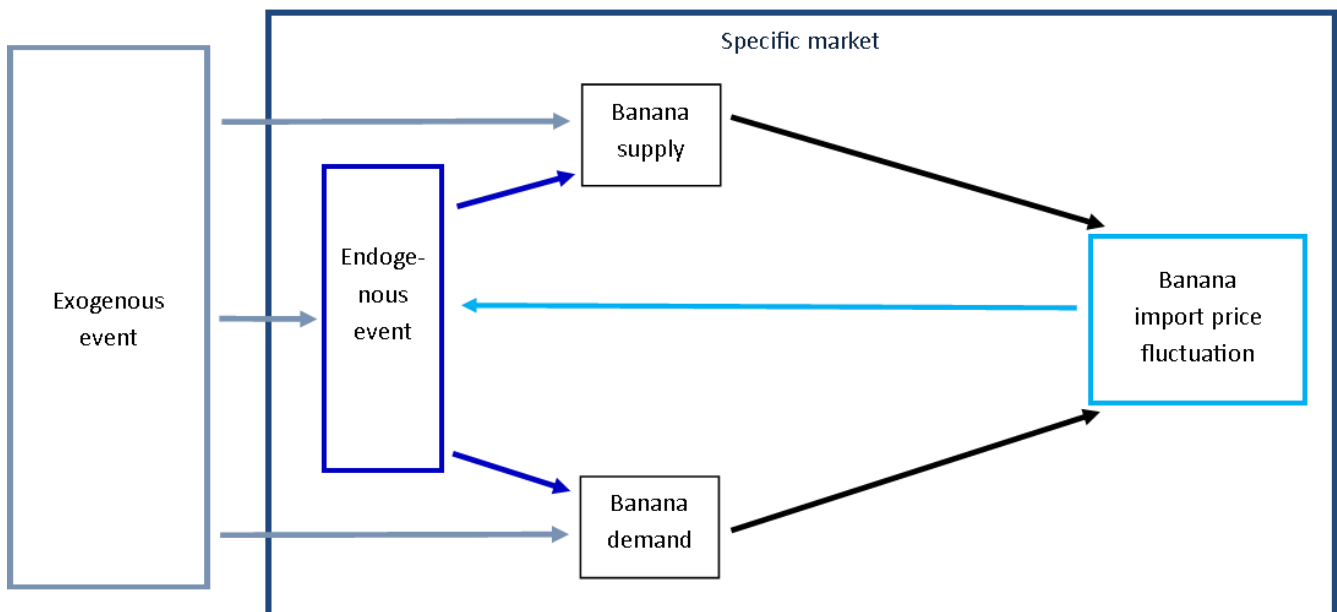 Specific market
Banana
supply
Exogenous
event
Endoge-
nous
event
Banana
import price
fluctuation
Banana
demand